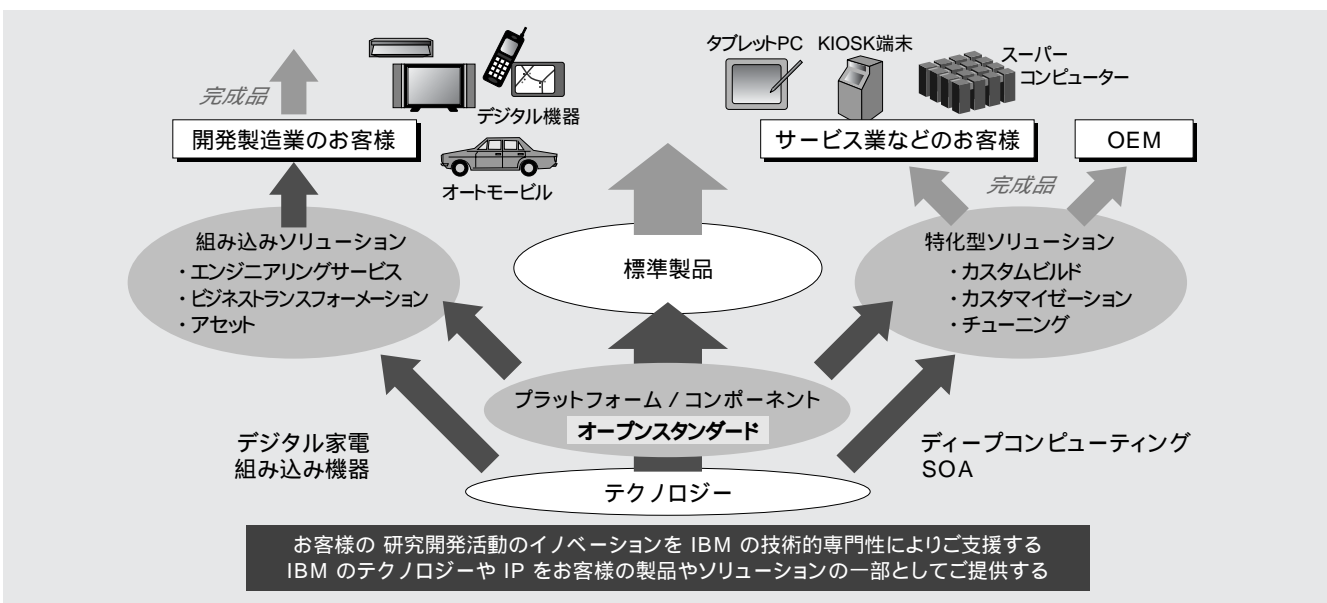 タブレットPC
KIOSK端末
スーパー
コンピューター
完成品
デジタル機器
開発製造業のお客様
サービス業などのお客様
OEM
オートモービル
完成品
組み込みソリューション
・エンジニアリングサービス
・ビジネストランスフォーメーション
・アセット
標準製品
特化型ソリューション
・カスタムビルド
・カスタマイゼーション
・チューニング
プラットフォーム / コンポーネント
オープンスタンダード
デジタル家電
組み込み機器
ディープコンピューティング
SOA
テクノロジー
お客様の 研究開発活動のイノベーションを IBM の技術的専門性によりご支援する
IBM のテクノロジーや IP をお客様の製品やソリューションの一部としてご提供する